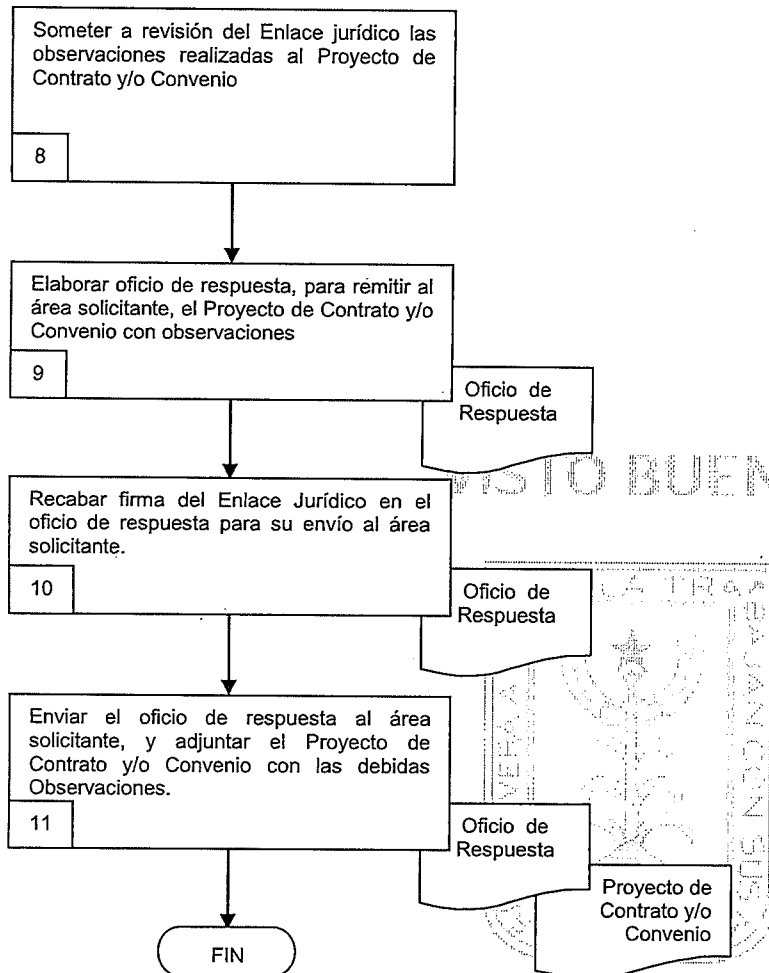 Someter a revisión del Enlace jurídico las
observaciones realizadas al Proyecto de
Contrato y/o Convenio
8
Elaborar oficio de respuesta, para remitir al
área solicitante, el Proyecto de Contrato y/o
Convenio con observaciones
9
Oficio de
Respuesta
VISTO BUEN
Recabar firma del Enlace Jurídico en el
oficio de respuesta para su envío al área
solicitante.
10
Oficio de
Respuesta
Enviar el oficio de respuesta al área
solicitante, y adjuntar el Proyecto de
Contrato y/o Convenio con las debidas
Observaciones.
11
Oficio de
Respuesta
Proyecto de
Contrato y/o
Convenio
FIN